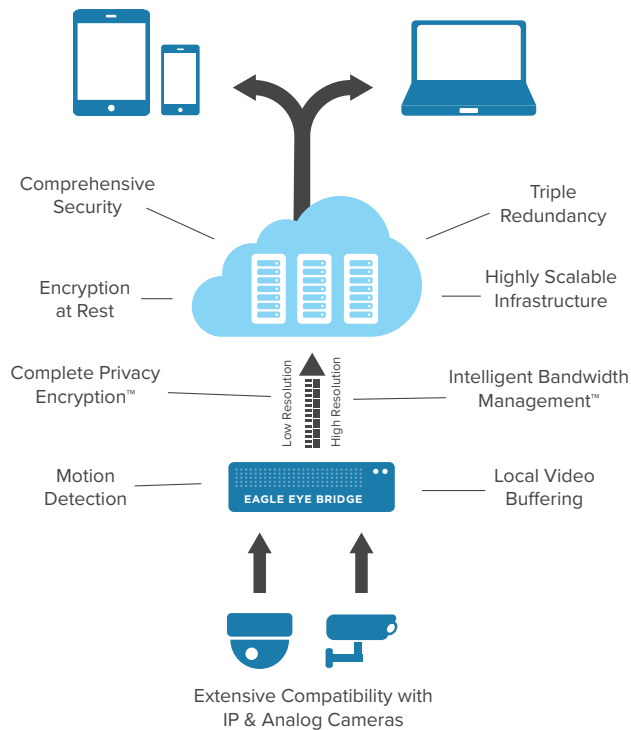 Comprehensive
Security
Triple
Redundancy
Encryption
at Rest
Highly Scalable
Infrastructure
Complete Privacy
Encryption™
Low Resolution
High Resolution
Intelligent Bandwidth
Management™
Motion
Detection
EAGLE EYE BRIDGE
Local Video
Buffering
Extensive Compatibility with
IP & Analog Cameras